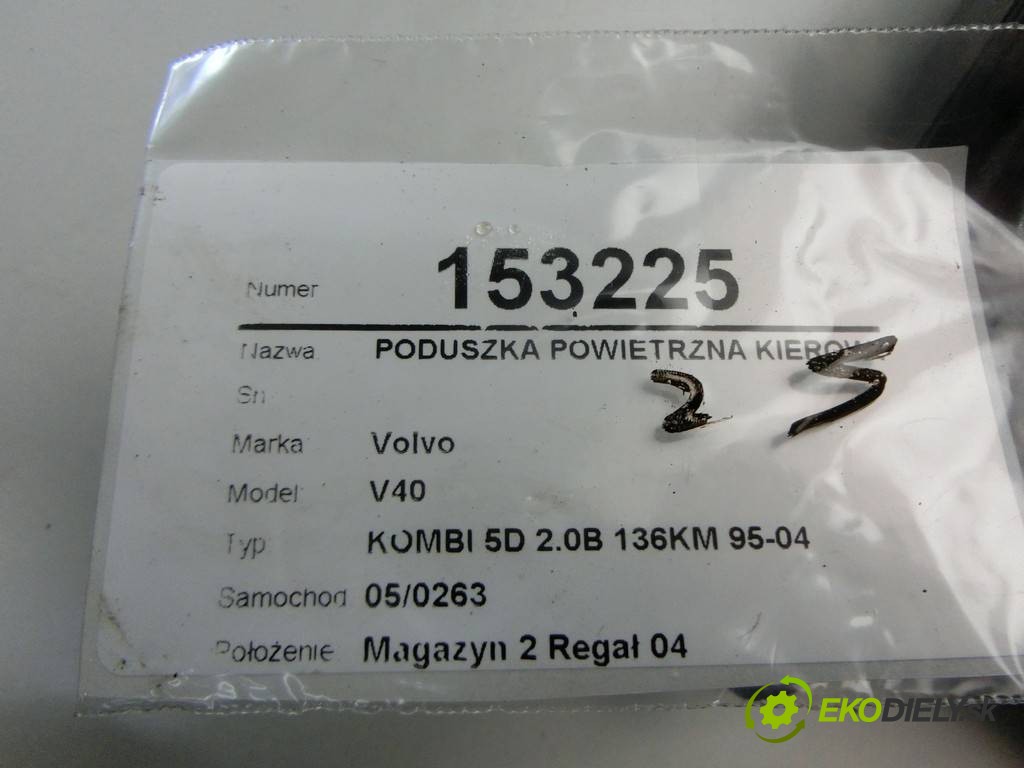 Numer 153225
Nazwa PODUSZKA POWIETRZNA KIEROW
Sn
25
Marka Volvo
Model V40
Typ KOMBI 5D 2.0B 136KM 95-04
Samochod 05/0263
Położenie Magazyn 2 Regał 04
EKODIELY.SK